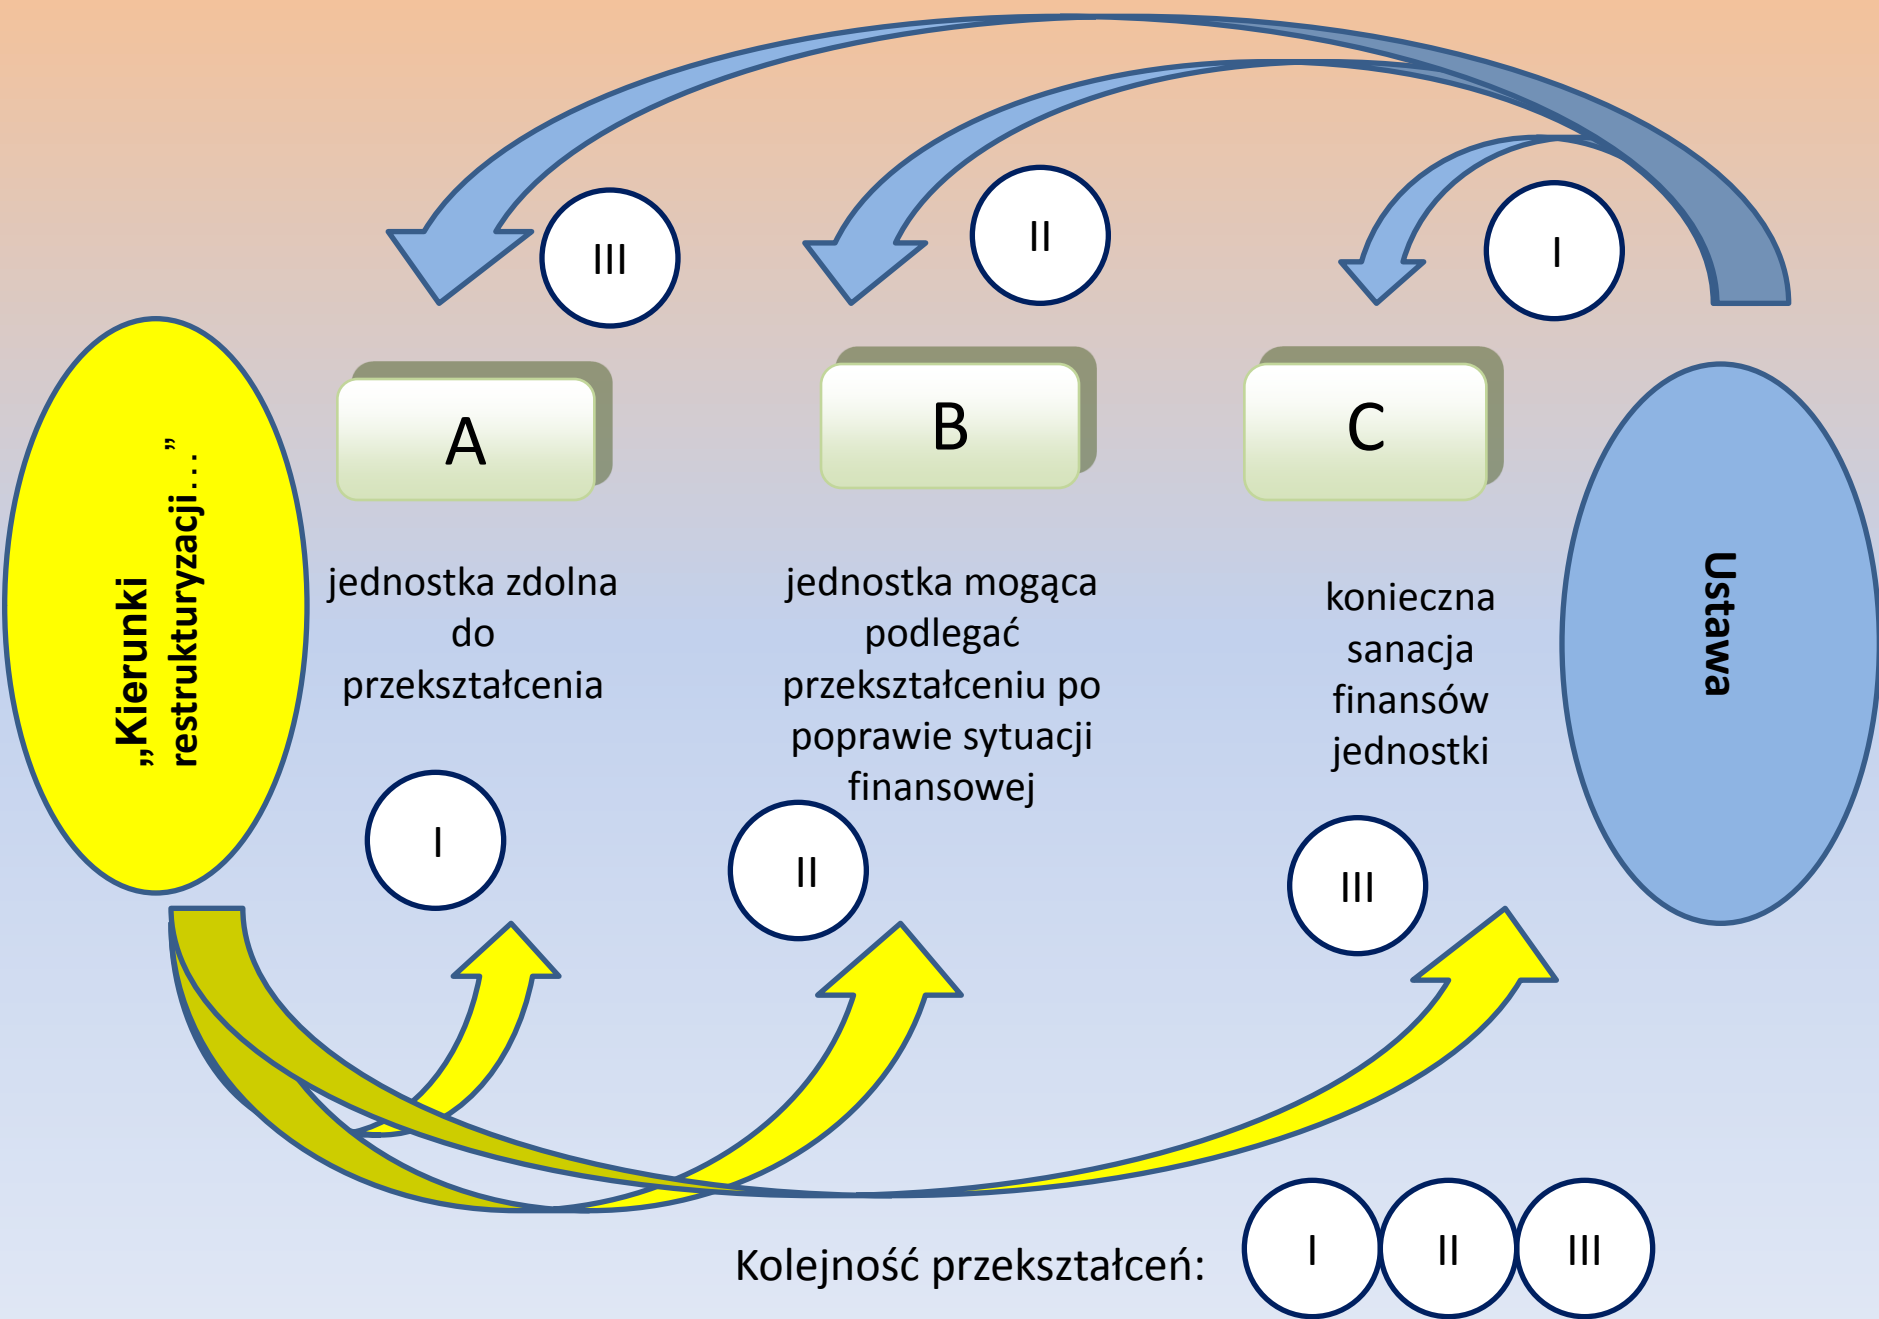 III
II
I
A
B
C
„Kierunki
restrukturyzacji…”
jednostka zdolna
do
przekształcenia
jednostka mogąca
podlegać
przekształceniu po
poprawie sytuacji
finansowej
konieczna
sanacja
finansów
jednostki
Ustawa
I
II
III
Kolejność przekształceń:
I
II
III